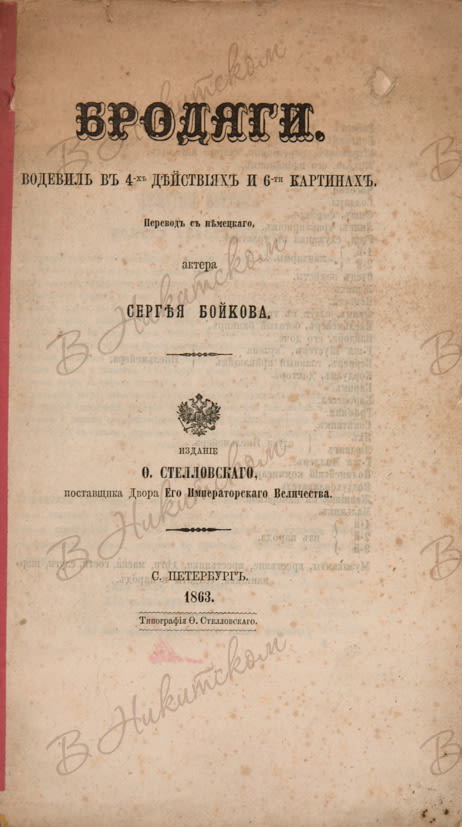 БРОДЯГИ.
ВОДЕВИЛЬ ВЪ 4-хъ ДѢЙСТВІЯХЪ И 6-ти КАРТИНАХЪ.
Переводъ съ нѣмецкаго,
актера
СЕРГѢЯ БОЙКОВА.
ИЗДАНІЕ
Ѳ. СТЕЛЛОВСКАГО,
поставщика Двора Его Императорскаго Величества.
С. ПЕТЕРБУРГЪ.
1863.
Типографія Ѳ. Стелловскаго.
В Никитском